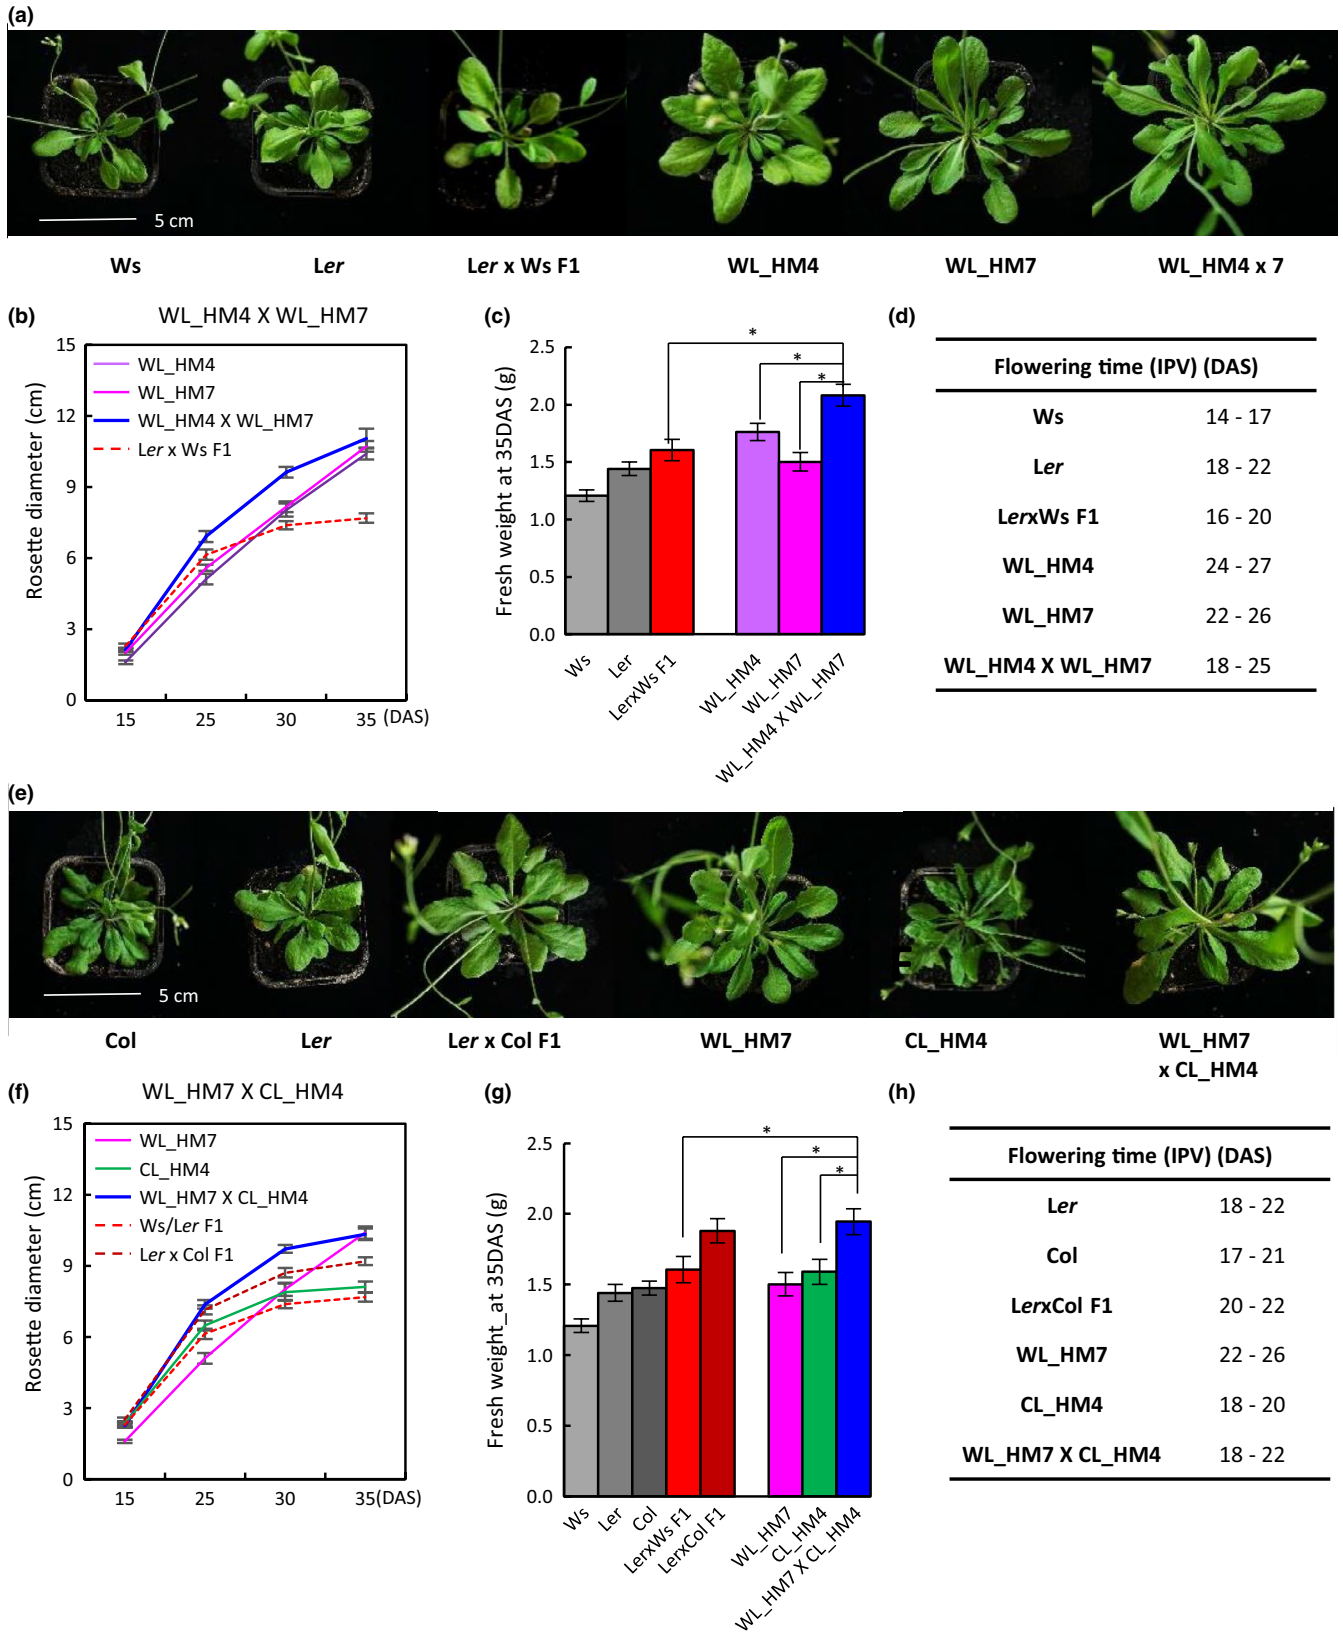 (a)
5 cm
Ws Ler Ler x Ws F1 WL_HM4 WL_HM7 WL_HM4 x 7
(b)
WL_HM4 X WL_HM7
Rosette diameter (cm)
15
12
9
6
3
0
WL_HM4
WL_HM7
WL_HM4 X WL_HM7
Ler x Ws F1
15 25 30 35 (DAS)
(c)
Fresh weight at 35DAS (g)
2.5
2.0
1.5
1.0
0.5
0.0
*
*
*
Ws
Ler
LerxWs F1
WL_HM4
WL_HM7
WL_HM4 X WL_HM7
(d)
Flowering time (IPV) (DAS)
Ws 14 - 17
Ler 18 - 22
LerxWs F1 16 - 20
WL_HM4 24 - 27
WL_HM7 22 - 26
WL_HM4 X WL_HM7 18 - 25
(e)
5 cm
Col Ler Ler x Col F1 WL_HM7 CL_HM4 WL_HM7
x CL_HM4
(f)
WL_HM7 X CL_HM4
Rosette diameter (cm)
15
12
9
6
3
0
WL_HM7
CL_HM4
WL_HM7 X CL_HM4
Ws/Ler F1
Ler x Col F1
15 25 30 35(DAS)
(g)
Fresh weight_at 35DAS (g)
2.5
2.0
1.5
1.0
0.5
0.0
*
*
*
Ws
Ler
Col
LerxWs F1
LerxCol F1
WL_HM7
CL_HM4
WL_HM7 X CL_HM4
(h)
Flowering time (IPV) (DAS)
Ler 18 - 22
Col 17 - 21
LerxCol F1 20 - 22
WL_HM7 22 - 26
CL_HM4 18 - 20
WL_HM7 X CL_HM4 18 - 22